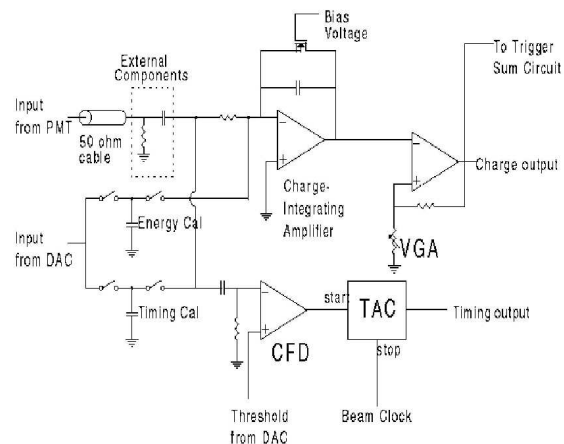 Bias
Voltage
To Trigger
Sum Circuit
External
Components
Input
from PMT
50 ohm
cable
Charge output
Charge-
Integrating
Amplifier
Energy Cal
Input
from DAC
VGA
Timing Cal
start
TAC
Timing output
stop
CFD
Threshold
from DAC
Beam Clock